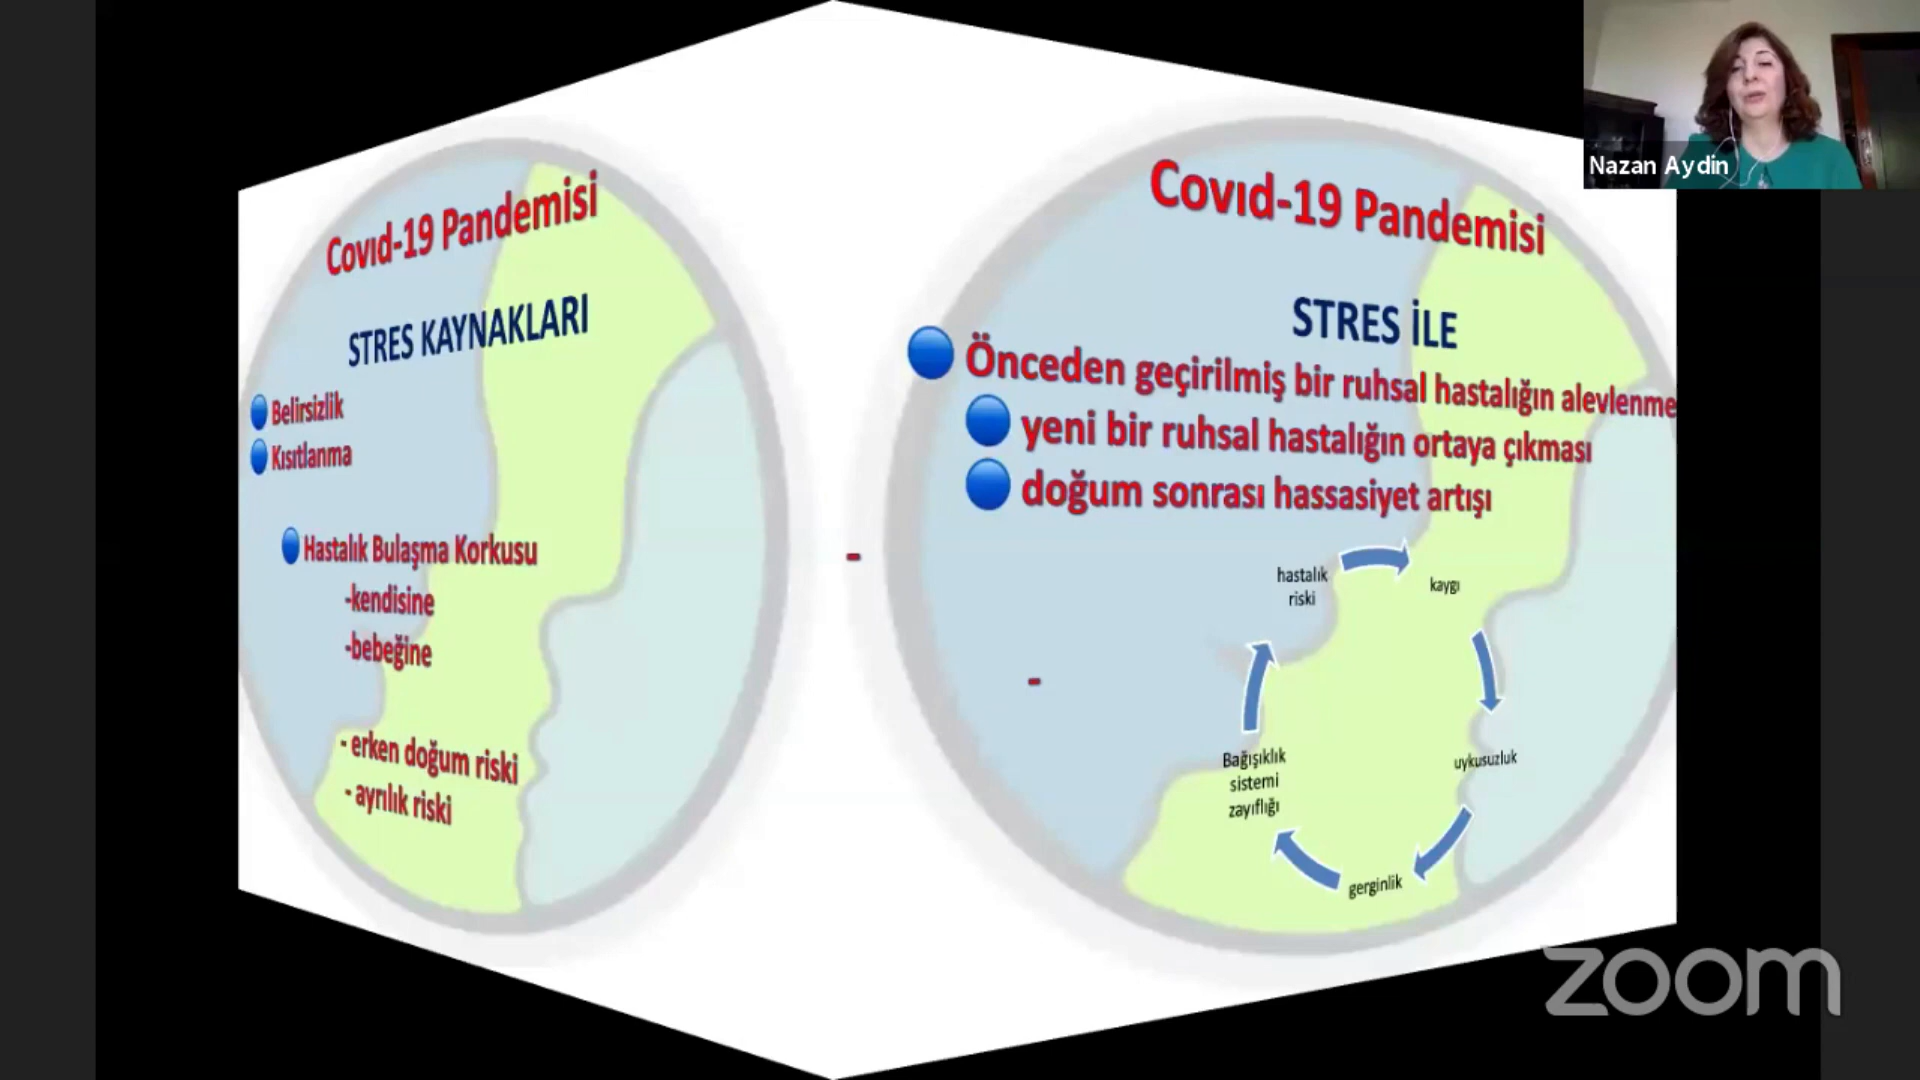 Covıd-19 Pandemisi
STRES KAYNAKLARI
Belirsizlik
Kısıtlanma
Hastalık Bulaşma Korkusu
-kendisine
-bebeğine
- erken doğum riski
- ayrılık riski
Covıd-19 Pandemisi
STRES İLE
Önceden geçirilmiş bir ruhsal hastalığın alevlenme
yeni bir ruhsal hastalığın ortaya çıkması
doğum sonrası hassasiyet artışı
-
-
hastalık
riski
kaygı
uykusuzluk
gerginlik
Bağışıklık
sistemi
zayıflığı
Nazan Aydin
zoom